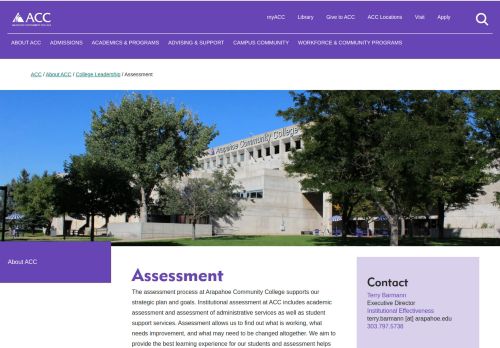 ACC
myACC Library Give to ACC ACC Locations Visit Apply
ABOUT ACC ADMISSIONS ACADEMICS & PROGRAMS ADVISING & SUPPORT CAMPUS COMMUNITY WORKFORCE & COMMUNITY PROGRAMS
ACC / About ACC / College Leadership / Assessment
Arapahoe Community College
About ACC
Assessment
The assessment process at Arapahoe Community College supports our
strategic plan and goals. Institutional assessment at ACC includes academic
assessment and assessment of administrative services as well as student
support services. Assessment allows us to find out what is working, what
needs improvement, and what may need to be changed altogether. We aim to
provide the best learning experience for our students and assessment helps
Contact
Terry Barmann
Executive Director
Institutional Effectiveness
terry.barmann [at] arapahoe.edu
303.797.5738